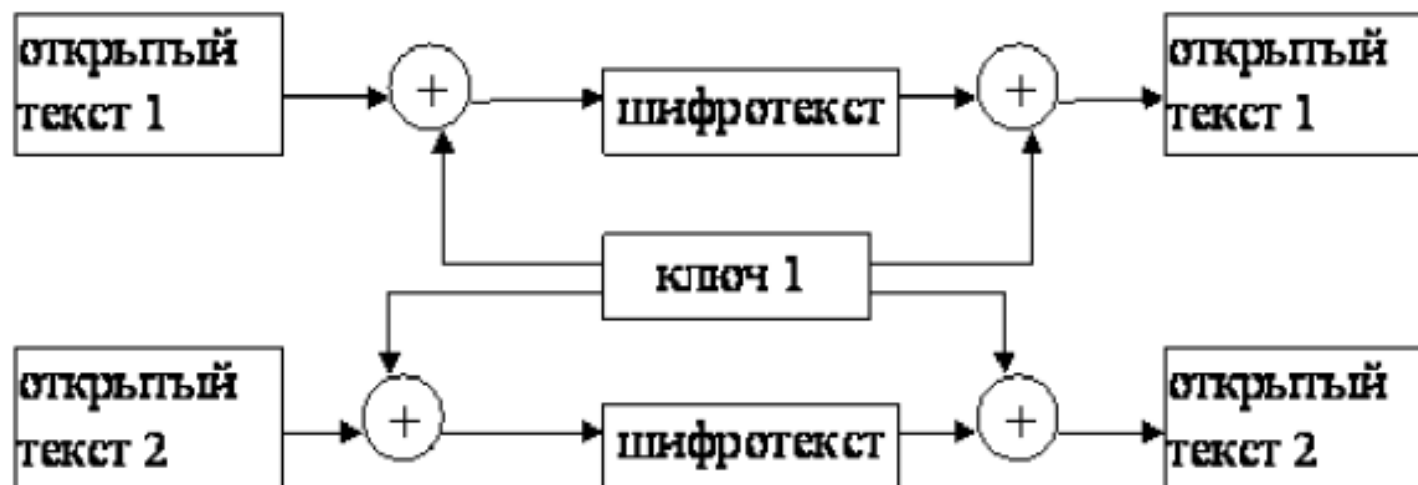 открытый
текст 1
+
шифротекст
+
открытый
текст 1
ключ 1
открытый
текст 2
+
шифротекст
+
открытый
текст 2